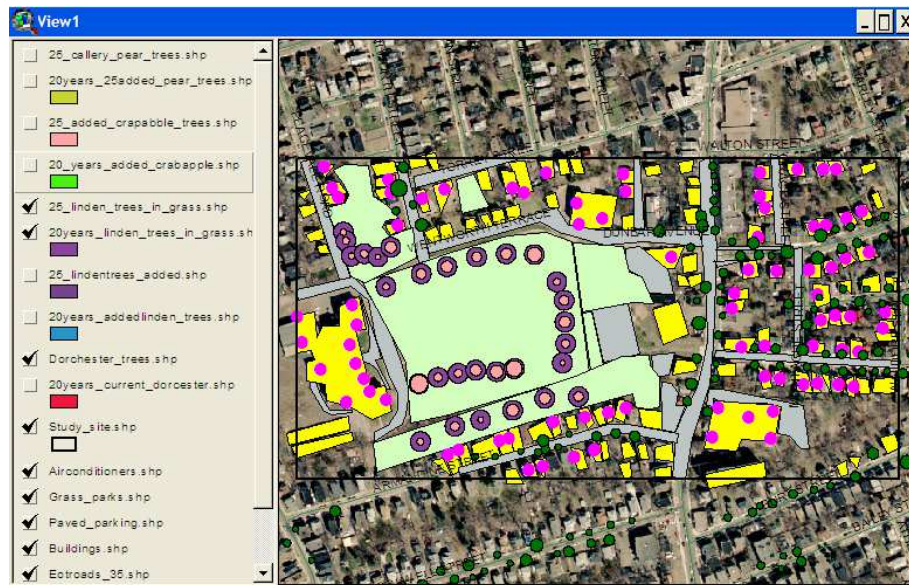 View1
25_callery_pear_trees.shp
20years_25added_pear_trees.shp
25_added_crapabble_trees.shp
20_years_added_crabapple.shp
25_linden_trees_in_grass.shp
20years_linden_trees_in_grass.sh
25_lindentrees_added.shp
20years_addedlinden_trees.shp
Dorchester_trees.shp
20years_current_dorcester.shp
Study_site.shp
Airconditioners.shp
Grass_parks.shp
Paved_parking.shp
Buildings.shp
Eotroads_35.shp
WALTON STREET
DUNBAR AVENUE